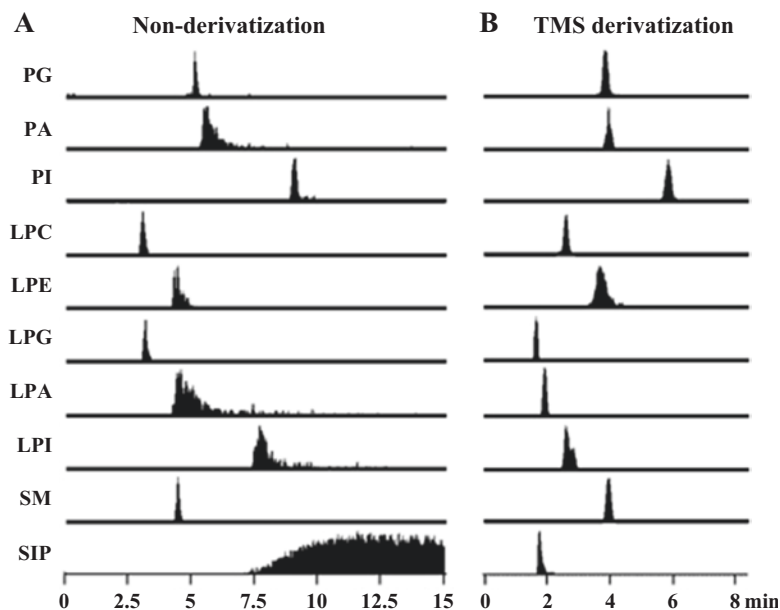 A Non-derivatization B TMS derivatization
PG
PA
PI
LPC
LPE
LPG
LPA
LPI
SM
SIP
0 2.5 5 7.5 10 12.5 15 0 2 4 6 8 min